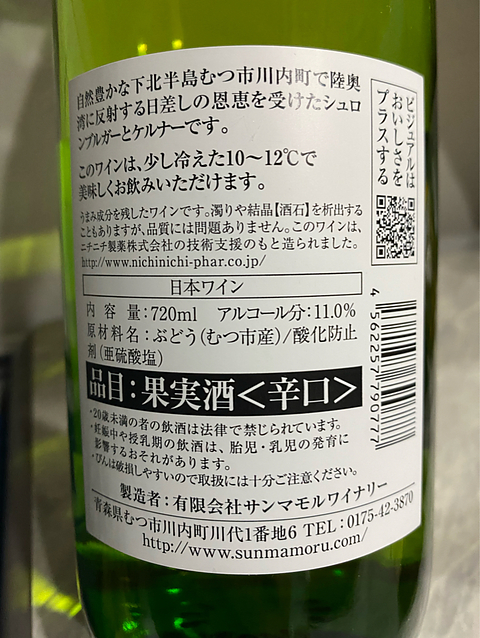 自然豊かな下北半島むつ市川内町で陸奥
湾に反射する日差しの恩恵を受けたシュロ
ンブルガーとケルナーです。
このワインは、少し冷えた10〜12℃で
美味しくお飲みいただけます。
うまみ成分を残したワインです。濁りや結晶【酒石】を析出する
こともありますが、品質には問題ありません。このワインは、
ニチニチ製薬株式会社の技術支援のもと造られました。
http://www.nichinichi-phar.co.jp/
ビジュアルは
おいしさを
プラスする
日本ワイン
内 容 量：720ml アルコール分：11.0%
原材料名：ぶどう（むつ市産）/酸化防止
剤（亜硫酸塩）
品目：果実酒＜辛口＞
・20歳未満の者の飲酒は法律で禁じられています。
・妊娠中や授乳期の飲酒は、胎児・乳児の発育に
影響するおそれがあります。
・びんは破損しやすいので取扱には十分ご注意ください。
4562257790777
製造者：有限会社サンマモルワイナリー
青森県むつ市川内町川代1番地6 TEL：0175-42-3870
http://www.sunmamoru.com/